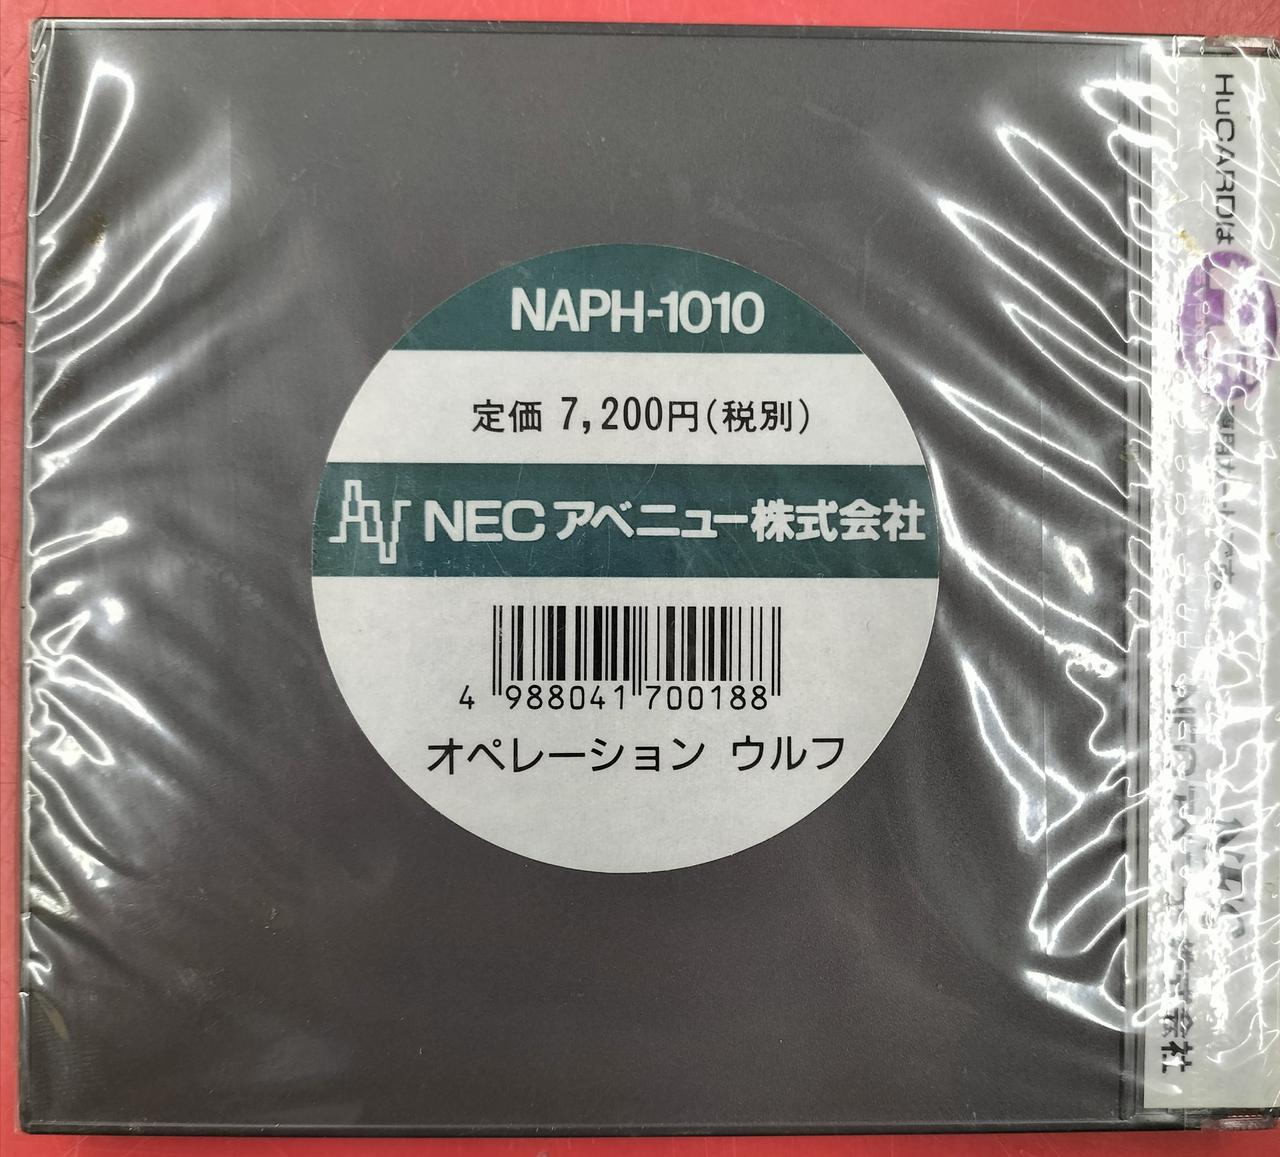 NAPH-1010
定価 7,200円(税別)
NECアベニュー株式会社
4 988041 700188
オペレーション ウルフ
HuCARDは